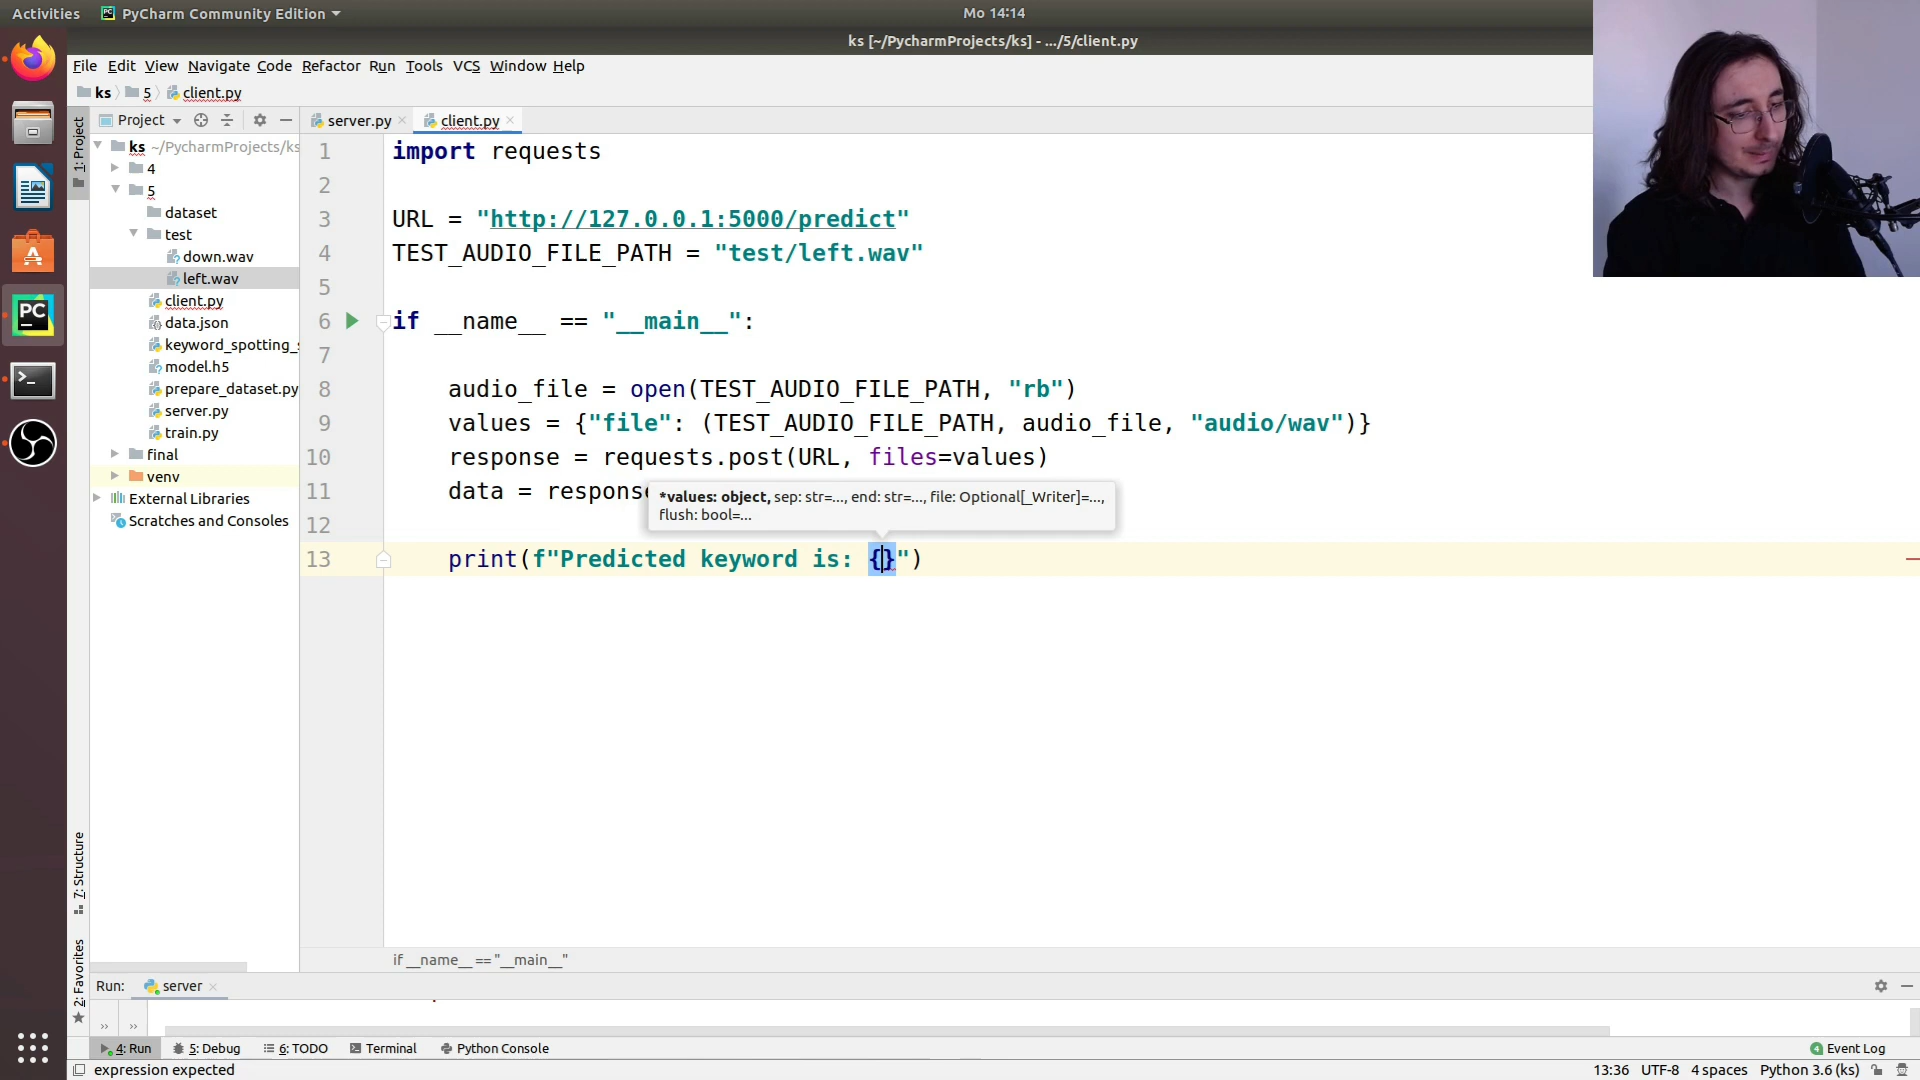 Activities
PyCharm Community Edition
Mo 14:14
ks [~/PycharmProjects/ks] - .../5/client.py
File Edit View Navigate Code Refactor Run Tools VCS Window Help
ks 5 client.py
Project
server.py
client.py
1: Project
ks ~/PycharmProjects/ks
4
5
dataset
test
down.wav
left.wav
client.py
data.json
keyword_spotting_s
model.h5
prepare_dataset.py
server.py
train.py
final
venv
External Libraries
Scratches and Consoles
1 import requests
2
3 URL = "http://127.0.0.1:5000/predict"
4 TEST_AUDIO_FILE_PATH = "test/left.wav"
5
6 if __name__ == "__main__":
7
8 audio_file = open(TEST_AUDIO_FILE_PATH, "rb")
9 values = {"file": (TEST_AUDIO_FILE_PATH, audio_file, "audio/wav")}
10 response = requests.post(URL, files=values)
11 data = response
*values: object, sep: str=..., end: str=..., file: Optional[_Writer]=...,
flush: bool=...
12
13 print(f"Predicted keyword is: {}")
7: Structure
2: Favorites
if __name__ == "__main__"
Run: server
4: Run 5: Debug 6: TODO Terminal Python Console
4 Event Log
expression expected
13:36 UTF-8 4 spaces Python 3.6 (ks)
PC